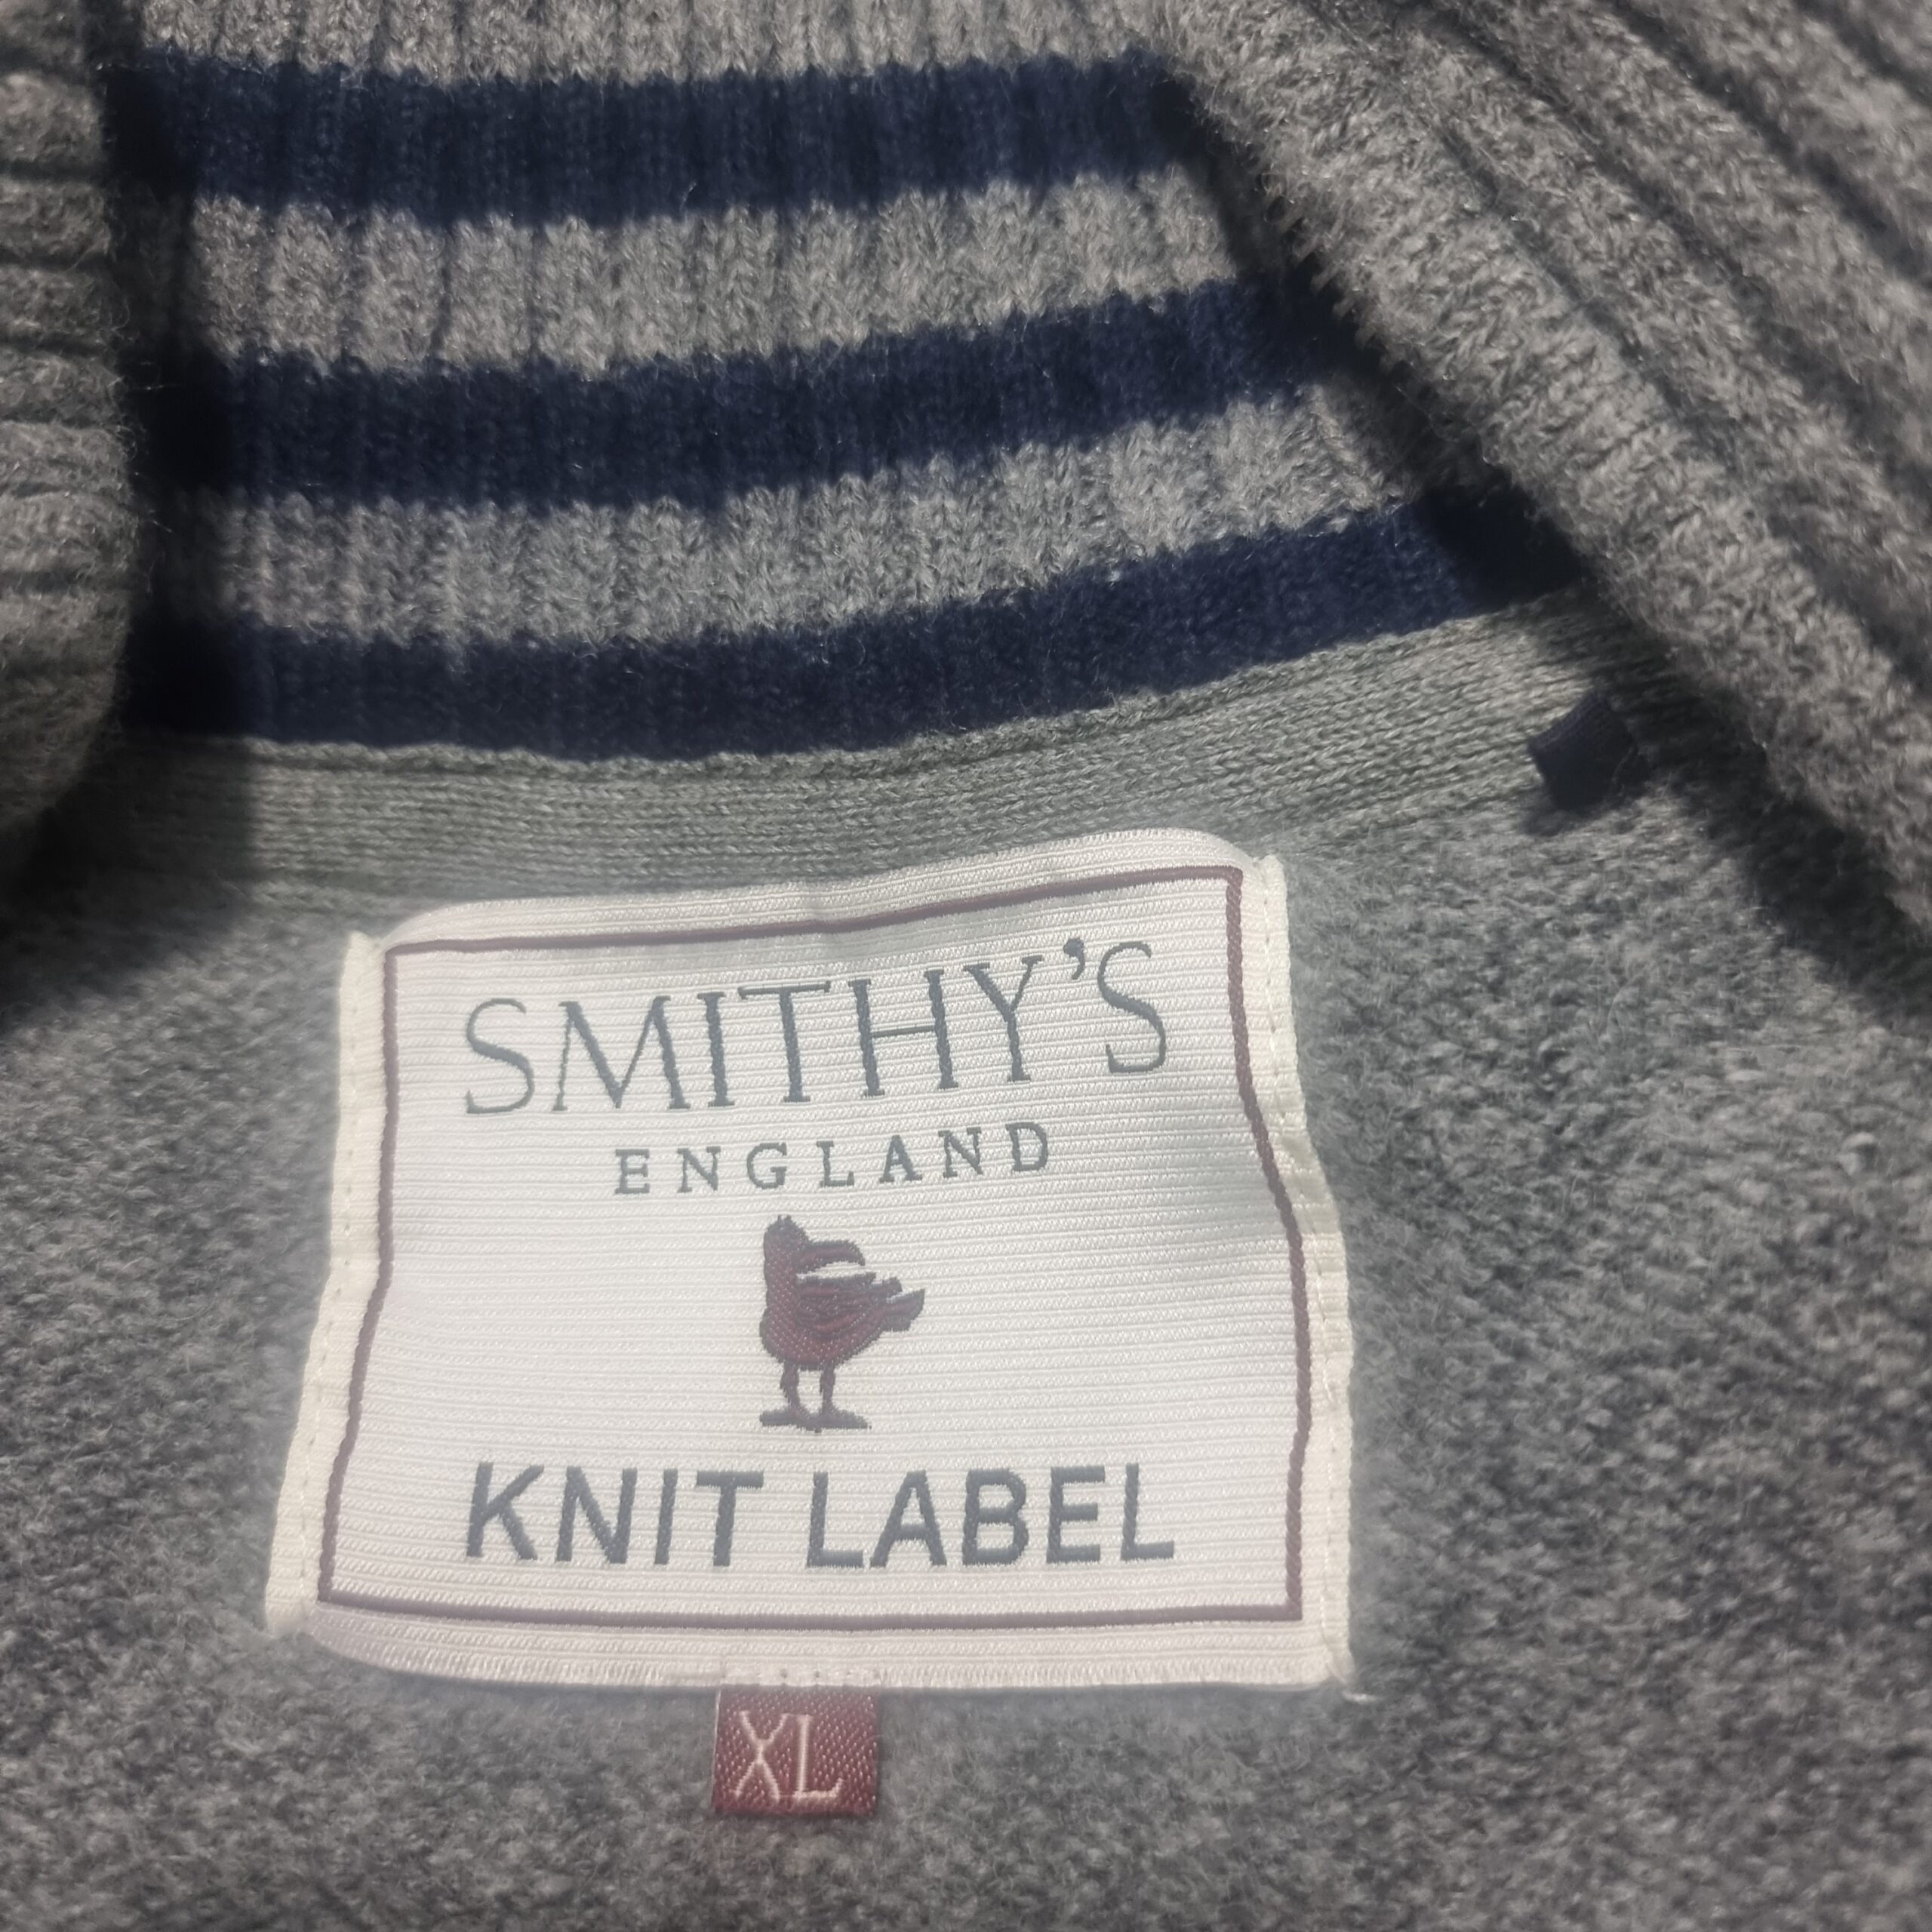 SMITHY'S
ENGLAND
KNIT LABEL
XL